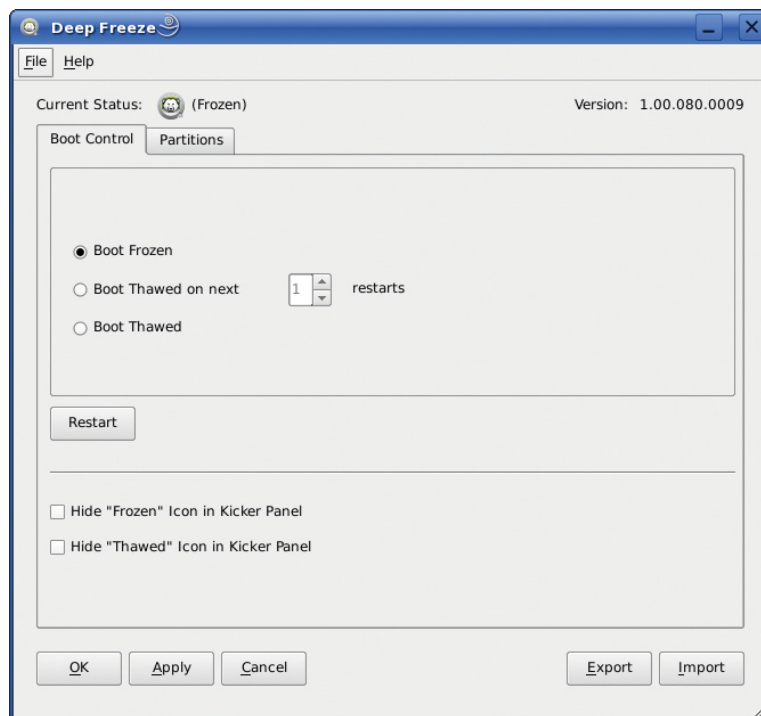 Deep Freeze
File Help
Current Status: (Frozen) Version: 1.00.080.0009
Boot Control Partitions
Boot Frozen
Boot Thawed on next 1 restarts
Boot Thawed
Restart
Hide "Frozen" Icon in Kicker Panel
Hide "Thawed" Icon in Kicker Panel
OK Apply Cancel Export Import